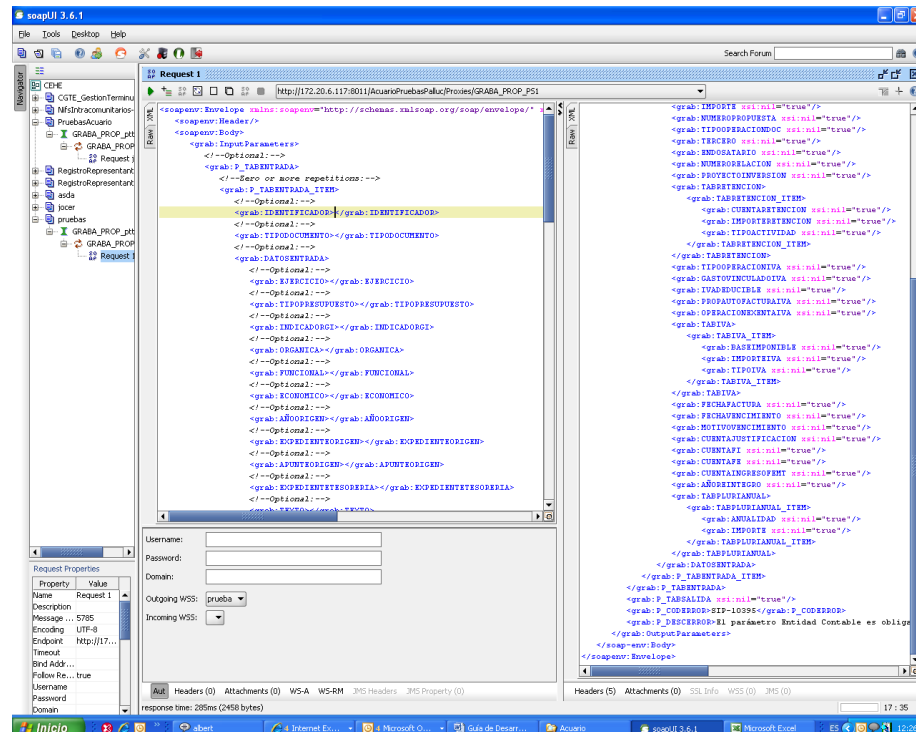 soapUI 3.6.1
File Tools Desktop Help
Search Forum
Navigator
CEHE
CGTE_GestionTerminu
NifsIntracomunitarios-
PruebasAcuario
GRABA_PROP_ptt
GRABA_PROP
Request
RegistroRepresentant
RegistroRepresentant
asda
jocer
pruebas
GRABA_PROP_ptt
GRABA_PROP
Request 1
Request Properties
Property Value
Name Request 1
Description
Message ... 5785
Encoding UTF-8
Endpoint http://17...
Timeout
Bind Addr...
Follow Re... true
Username
Password
Domain
Request 1
http://172.20.6.117:8011/AcuarioPruebasPalluc/Proxies/GRABA_PROP_PS1
XML
Raw
<soapenv:Envelope xmlns:soapenv="http://schemas.xmlsoap.org/soap/envelope/"
<soapenv:Header/>
<soapenv:Body>
<grab:InputParameters>
<!--Optional:-->
<grab:P_TABENTRADA>
<!--Zero or more repetitions:-->
<grab:P_TABENTRADA_ITEM>
<!--Optional:-->
<grab:IDENTIFICADOR></grab:IDENTIFICADOR>
<!--Optional:-->
<grab:TIPODOCUMENTO></grab:TIPODOCUMENTO>
<!--Optional:-->
<grab:DATOSENTRADA>
<!--Optional:-->
<grab:EJERCICIO></grab:EJERCICIO>
<!--Optional:-->
<grab:TIPOPRESUPUESTO></grab:TIPOPRESUPUESTO>
<!--Optional:-->
<grab:INDICADORGI></grab:INDICADORGI>
<!--Optional:-->
<grab:ORGANICA></grab:ORGANICA>
<!--Optional:-->
<grab:FUNCIONAL></grab:FUNCIONAL>
<!--Optional:-->
<grab:ECONOMICO></grab:ECONOMICO>
<!--Optional:-->
<grab:AÑOORIGEN></grab:AÑOORIGEN>
<!--Optional:-->
<grab:EXPEDIENTEORIGEN></grab:EXPEDIENTEORIGEN>
<!--Optional:-->
<grab:APUNTEORIGEN></grab:APUNTEORIGEN>
<!--Optional:-->
<grab:EXPEDIENTETESORERIA></grab:EXPEDIENTETESORERIA>
<!--Optional:-->
<grab:TEXTO></grab:TEXTO>
Username:
Password:
Domain:
Outgoing WSS: prueba
Incoming WSS:
Aut Headers (0) Attachments (0) WS-A WS-RM JMS Headers JMS Property (0)
response time: 285ms (2458 bytes)
XML
Raw
<grab:IMPORTE xsi:nil="true"/>
<grab:NUMEROPROPUESTA xsi:nil="true"/>
<grab:TIPOOPERACIONDOC xsi:nil="true"/>
<grab:TERCERO xsi:nil="true"/>
<grab:ENDOSATARIO xsi:nil="true"/>
<grab:NUMERORELACION xsi:nil="true"/>
<grab:PROYECTOINVERSION xsi:nil="true"/>
<grab:TABRETENCION>
<grab:TABRETENCION_ITEM>
<grab:CUENTARETENCION xsi:nil="true"/>
<grab:IMPORTERETENCION xsi:nil="true"/>
<grab:TIPOACTIVIDAD xsi:nil="true"/>
</grab:TABRETENCION_ITEM>
</grab:TABRETENCION>
<grab:TIPOOPERACIONIVA xsi:nil="true"/>
<grab:GASTOVINCULADOIVA xsi:nil="true"/>
<grab:IVADEDUCIBLE xsi:nil="true"/>
<grab:PROPAUTOFACTURAIVA xsi:nil="true"/>
<grab:OPERACIONEXENTAIVA xsi:nil="true"/>
<grab:TABIVA>
<grab:TABIVA_ITEM>
<grab:BASEIMPONIBLE xsi:nil="true"/>
<grab:IMPORTEIVA xsi:nil="true"/>
<grab:TIPOIVA xsi:nil="true"/>
</grab:TABIVA_ITEM>
</grab:TABIVA>
<grab:FECHAFACTURA xsi:nil="true"/>
<grab:FECHAVENCIMIENTO xsi:nil="true"/>
<grab:MOTIVOVENCIMIENTO xsi:nil="true"/>
<grab:CUENTAJUSTIFICACION xsi:nil="true"/>
<grab:CUENTAFI xsi:nil="true"/>
<grab:CUENTAFE xsi:nil="true"/>
<grab:CUENTAINGRESOFEMT xsi:nil="true"/>
<grab:AÑOREINTEGRO xsi:nil="true"/>
<grab:TABPLURIANUAL>
<grab:TABPLURIANUAL_ITEM>
<grab:ANUALIDAD xsi:nil="true"/>
<grab:IMPORTE xsi:nil="true"/>
</grab:TABPLURIANUAL_ITEM>
</grab:TABPLURIANUAL>
</grab:DATOSENTRADA>
</grab:P_TABENTRADA_ITEM>
</grab:P_TABENTRADA>
<grab:P_TABSALIDA xsi:nil="true"/>
<grab:P_CODERROR>SIP-10395</grab:P_CODERROR>
<grab:P_DESCERROR>El parámetro Entidad Contable es obliga
</grab:OutputParameters>
</soap-env:Body>
</soapenv:Envelope>
Headers (5) Attachments (0) SSL Info WSS (0) JMS (0)
17 : 35
Inicio albert 4 Internet Ex... 4 Microsoft O... Guía de Desarr... Acuario soapUI 3.6.1 Microsoft Excel ES 12:26